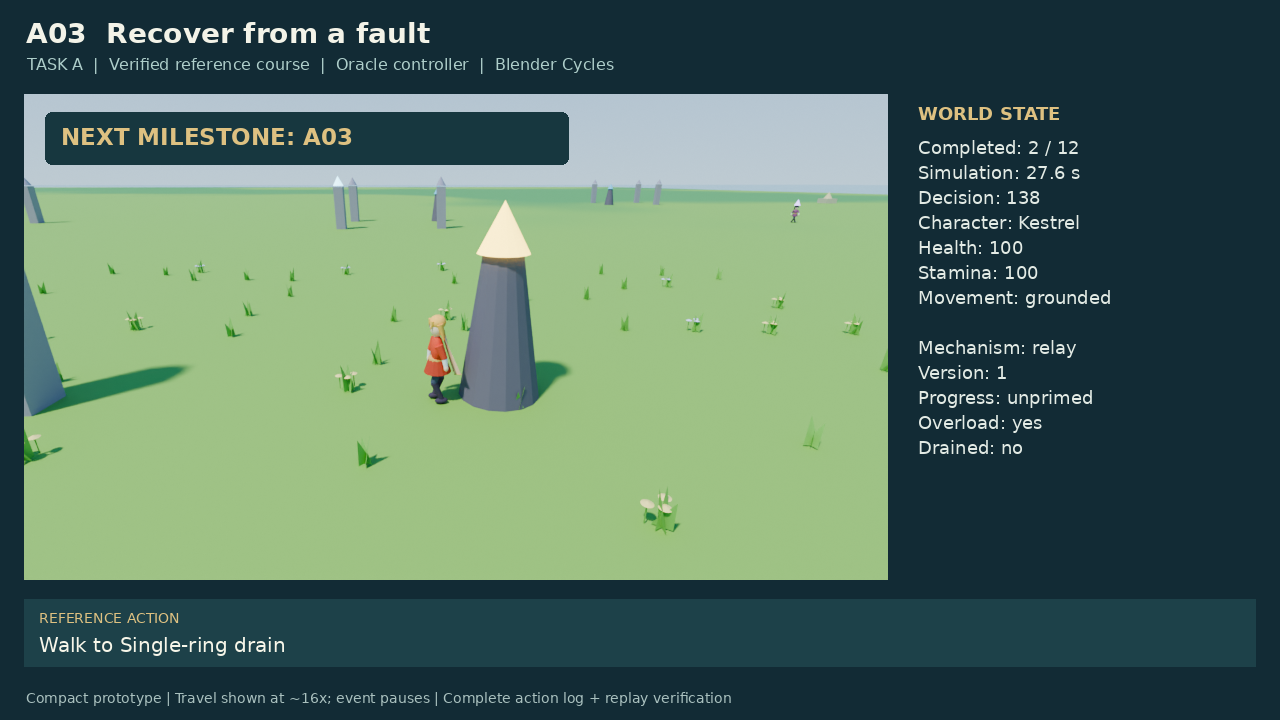 A03  Recover from a fault
TASK A  |  Verified reference course  |  Oracle controller  |  Blender Cycles
NEXT MILESTONE: A03
WORLD STATE
Completed: 2 / 12
Simulation: 27.6 s
Decision: 138
Character: Kestrel
Health: 100
Stamina: 100
Movement: grounded
Mechanism: relay
Version: 1
Progress: unprimed
Overload: yes
Drained: no
REFERENCE ACTION
Walk to Single-ring drain
Compact prototype | Travel shown at ~16x; event pauses | Complete action log + replay verification